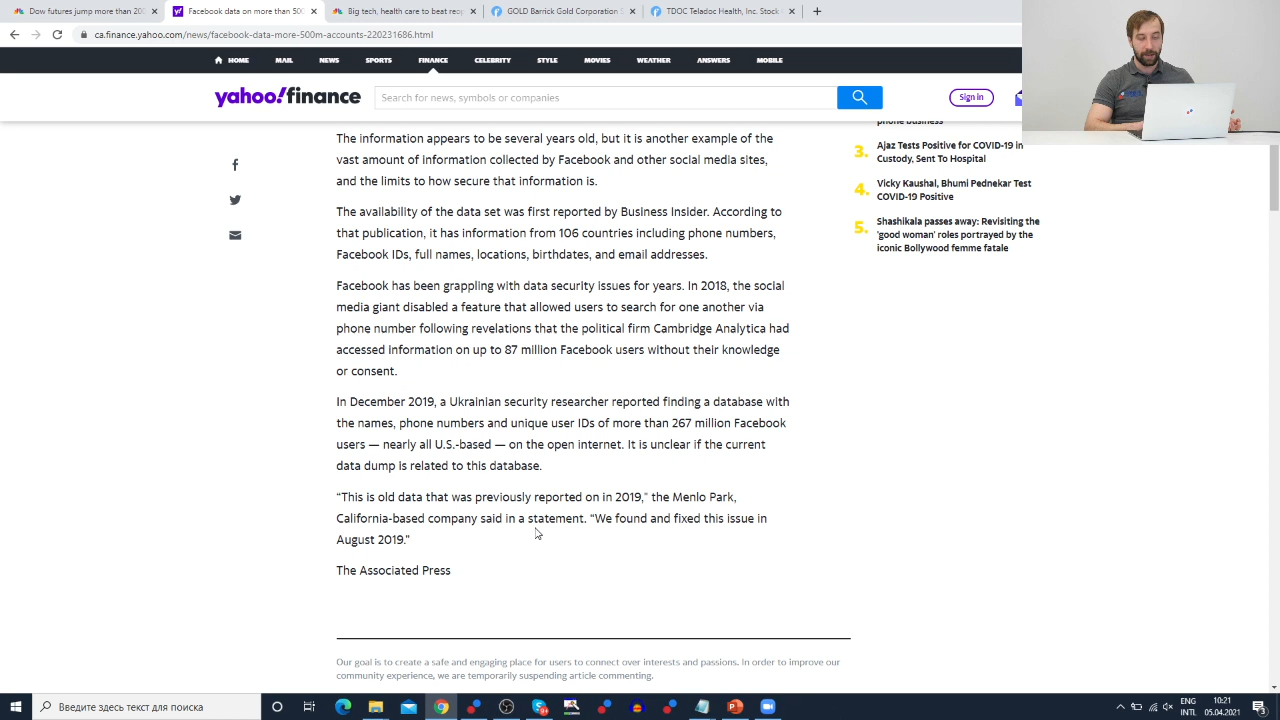 Dow futures jump more than 200
Facebook data on more than 500
Big tech, health care to beat reop
GOLD Barrick Gold Corporation S
TDOC Teladoc Health, Inc. Stock
ca.finance.yahoo.com/news/facebook-data-more-500m-accounts-220231686.html
HOME MAIL NEWS SPORTS FINANCE CELEBRITY STYLE MOVIES WEATHER ANSWERS MOBILE
yahoo!finance
Search for news, symbols or companies
Sign in
The information appears to be several years old, but it is another example of the
vast amount of information collected by Facebook and other social media sites,
and the limits to how secure that information is.
The availability of the data set was first reported by Business Insider. According to
that publication, it has information from 106 countries including phone numbers,
Facebook IDs, full names, locations, birthdates, and email addresses.
Facebook has been grappling with data security issues for years. In 2018, the social
media giant disabled a feature that allowed users to search for one another via
phone number following revelations that the political firm Cambridge Analytica had
accessed information on up to 87 million Facebook users without their knowledge
or consent.
In December 2019, a Ukrainian security researcher reported finding a database with
the names, phone numbers and unique user IDs of more than 267 million Facebook
users — nearly all U.S.-based — on the open internet. It is unclear if the current
data dump is related to this database.
“This is old data that was previously reported on in 2019,” the Menlo Park,
California-based company said in a statement. “We found and fixed this issue in
August 2019.”
The Associated Press
Our goal is to create a safe and engaging place for users to connect over interests and passions. In order to improve our
community experience, we are temporarily suspending article commenting.
phone business
3. Ajaz Tests Positive for COVID-19 in
Custody, Sent To Hospital
4. Vicky Kaushal, Bhumi Pednekar Test
COVID-19 Positive
5. Shashikala passes away: Revisiting the
'good woman' roles portrayed by the
iconic Bollywood femme fatale
Введите здесь текст для поиска
ENG
INTL
10:21
05.04.2021